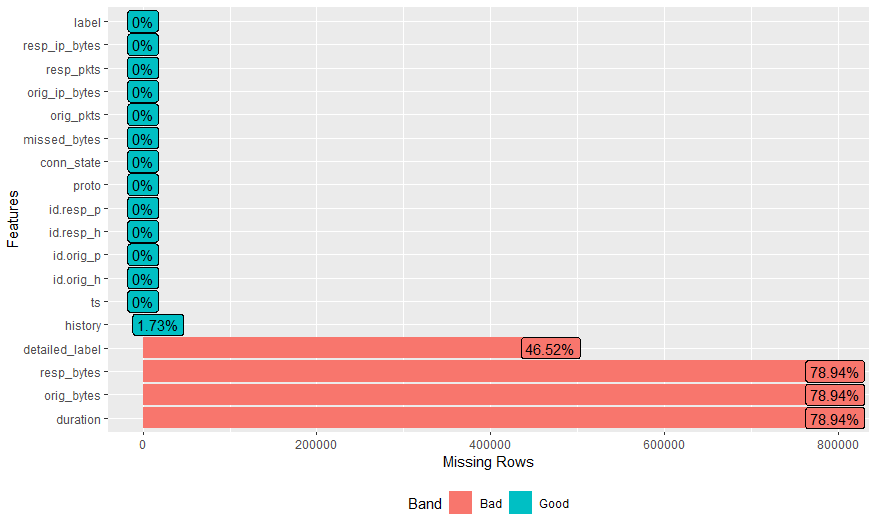 label 0%
resp_ip_bytes 0%
resp_pkts 0%
orig_ip_bytes 0%
orig_pkts 0%
missed_bytes 0%
conn_state 0%
proto 0%
id.resp_p 0%
id.resp_h 0%
id.orig_p 0%
id.orig_h 0%
ts 0%
history 1.73%
detailed_label 46.52%
resp_bytes 78.94%
orig_bytes 78.94%
duration 78.94%
Features
0 200000 400000 600000 800000
Missing Rows
Band Bad Good